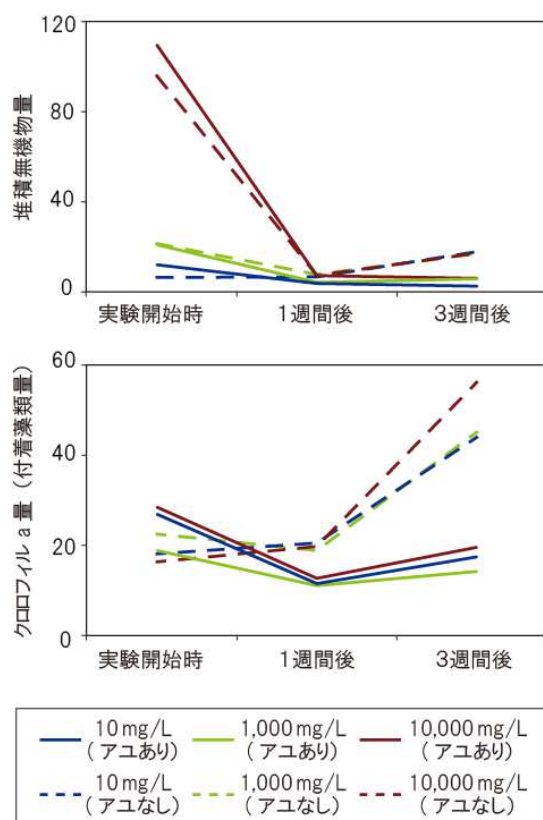 120
80
40
0
堆積無機物量
実験開始時
1週間後
3週間後
60
40
20
0
クロロフィル a 量（付着藻類量）
実験開始時
1週間後
3週間後
10 mg/L
（アユあり）
1,000 mg/L
（アユあり）
10,000 mg/L
（アユあり）
10 mg/L
（アユなし）
1,000 mg/L
（アユなし）
10,000 mg/L
（アユなし）